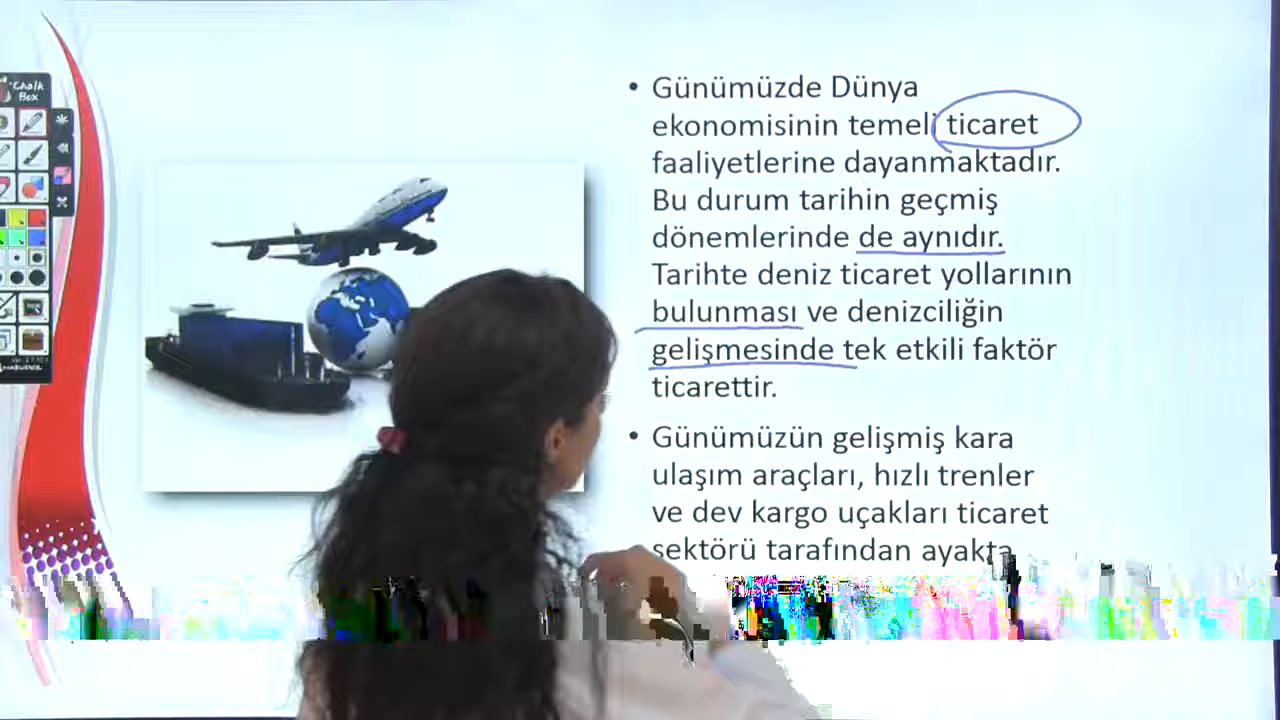 Chalk
Box
• Günümüzde Dünya
ekonomisinin temeli ticaret
faaliyetlerine dayanmaktadır.
Bu durum tarihin geçmiş
dönemlerinde de aynıdır.
Tarihte deniz ticaret yollarının
bulunması ve denizciliğin
gelişmesinde tek etkili faktör
ticarettir.
• Günümüzün gelişmiş kara
ulaşım araçları, hızlı trenler
ve dev kargo uçakları ticaret
sektörü tarafından ayakta